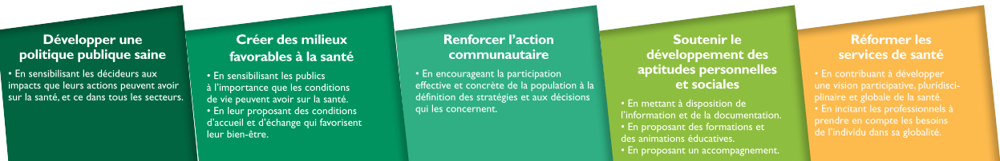 Développer une
politique publique saine
• En sensibilisant les décideurs aux
impacts que leurs actions peuvent avoir
sur la santé, et ce dans tous les secteurs.
Créer des milieux
favorables à la santé
• En sensibilisant les publics
à l'importance que les conditions
de vie peuvent avoir sur la santé.
• En leur proposant des conditions
d'accueil et d'échange qui favorisent
leur bien-être.
Renforcer l'action
communautaire
• En encourageant la participation
effective et concrète de la population à la
définition des stratégies et aux décisions
qui les concernent.
Soutenir le
développement des
aptitudes personnelles
et sociales
• En mettant à disposition de
l'information et de la documentation.
• En proposant des formations et
des animations éducatives.
• En proposant un accompagnement.
Réformer les
services de santé
• En contribuant à développer
une vision participative, pluridisci-
plinaire et globale de la santé.
• En incitant les professionnels à
prendre en compte les besoins
de l'individu dans sa globalité.